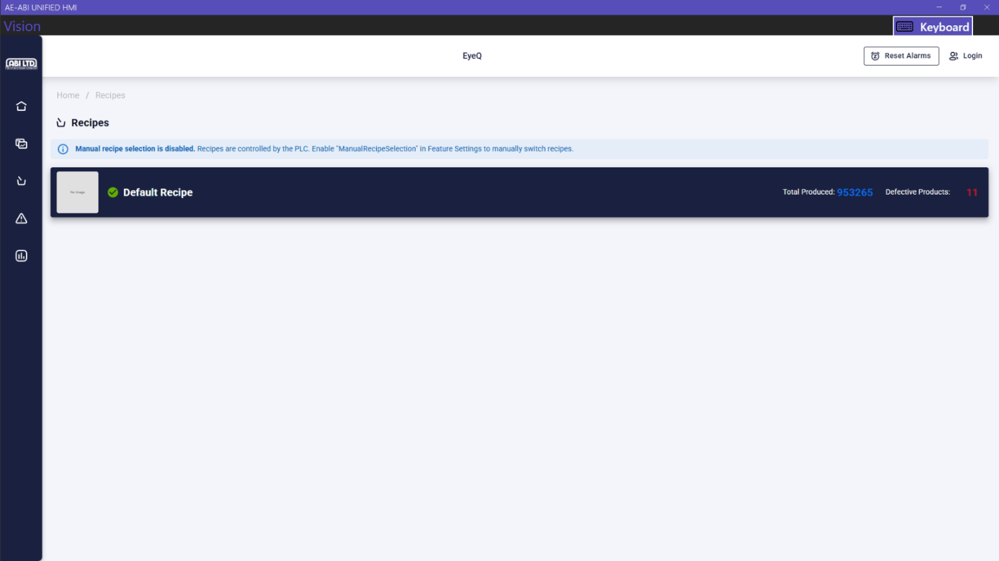 AE-ABI UNIFIED HMI
Vision
Keyboard
ABI LTD
EyeQ
Reset Alarms
Login
Home / Recipes
Recipes
Manual recipe selection is disabled. Recipes are controlled by the PLC. Enable "ManualRecipeSelection" in Feature Settings to manually switch recipes.
No Image
Default Recipe
Total Produced: 953265
Defective Products: 11